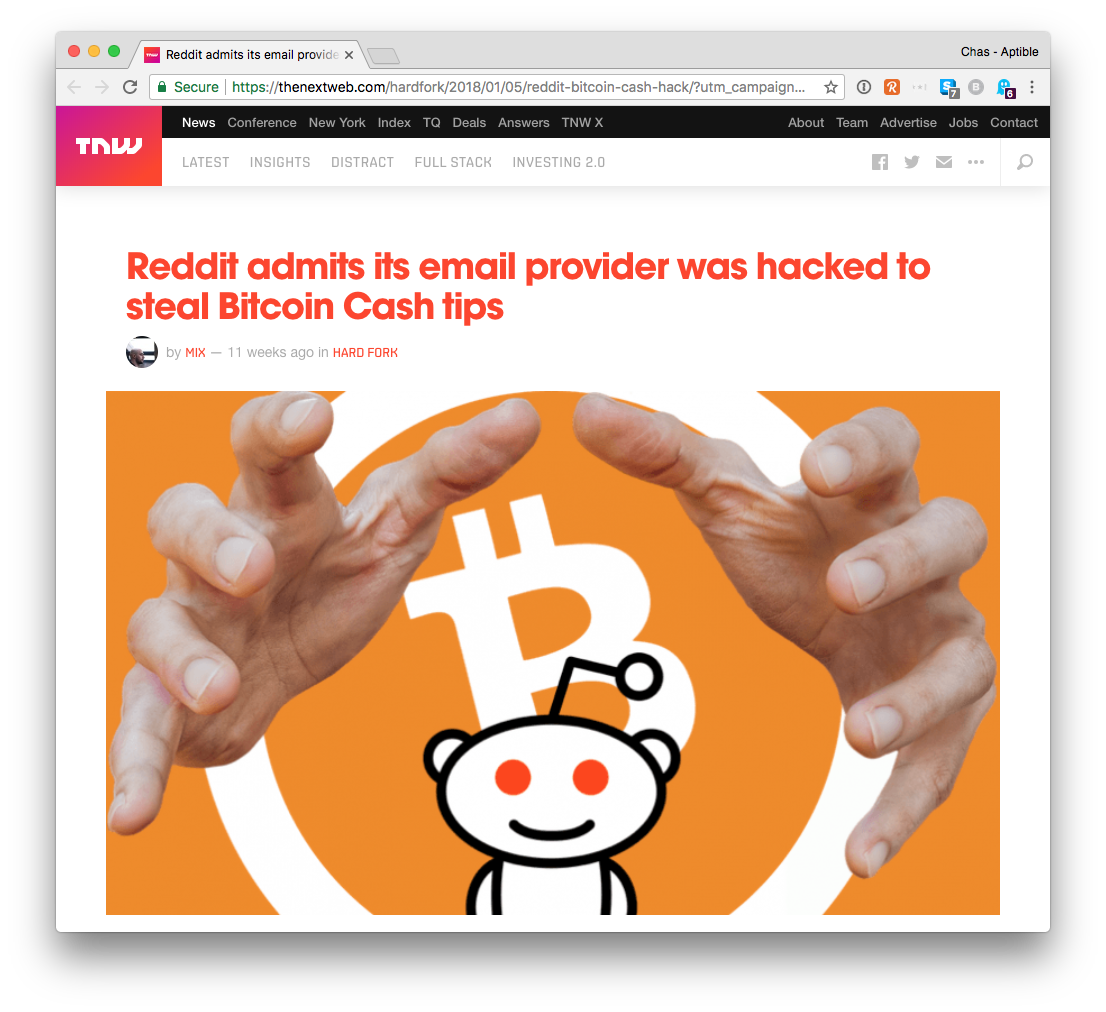 Reddit admits its email provide
Chas - Aptible
Secure https://thenextweb.com/hardfork/2018/01/05/reddit-bitcoin-cash-hack/?utm_campaign...
7
B
6
TNW
News Conference New York Index TQ Deals Answers TNW X
About Team Advertise Jobs Contact
LATEST INSIGHTS DISTRACT FULL STACK INVESTING 2.0
Reddit admits its email provider was hacked to
steal Bitcoin Cash tips
by MIX — 11 weeks ago in HARD FORK